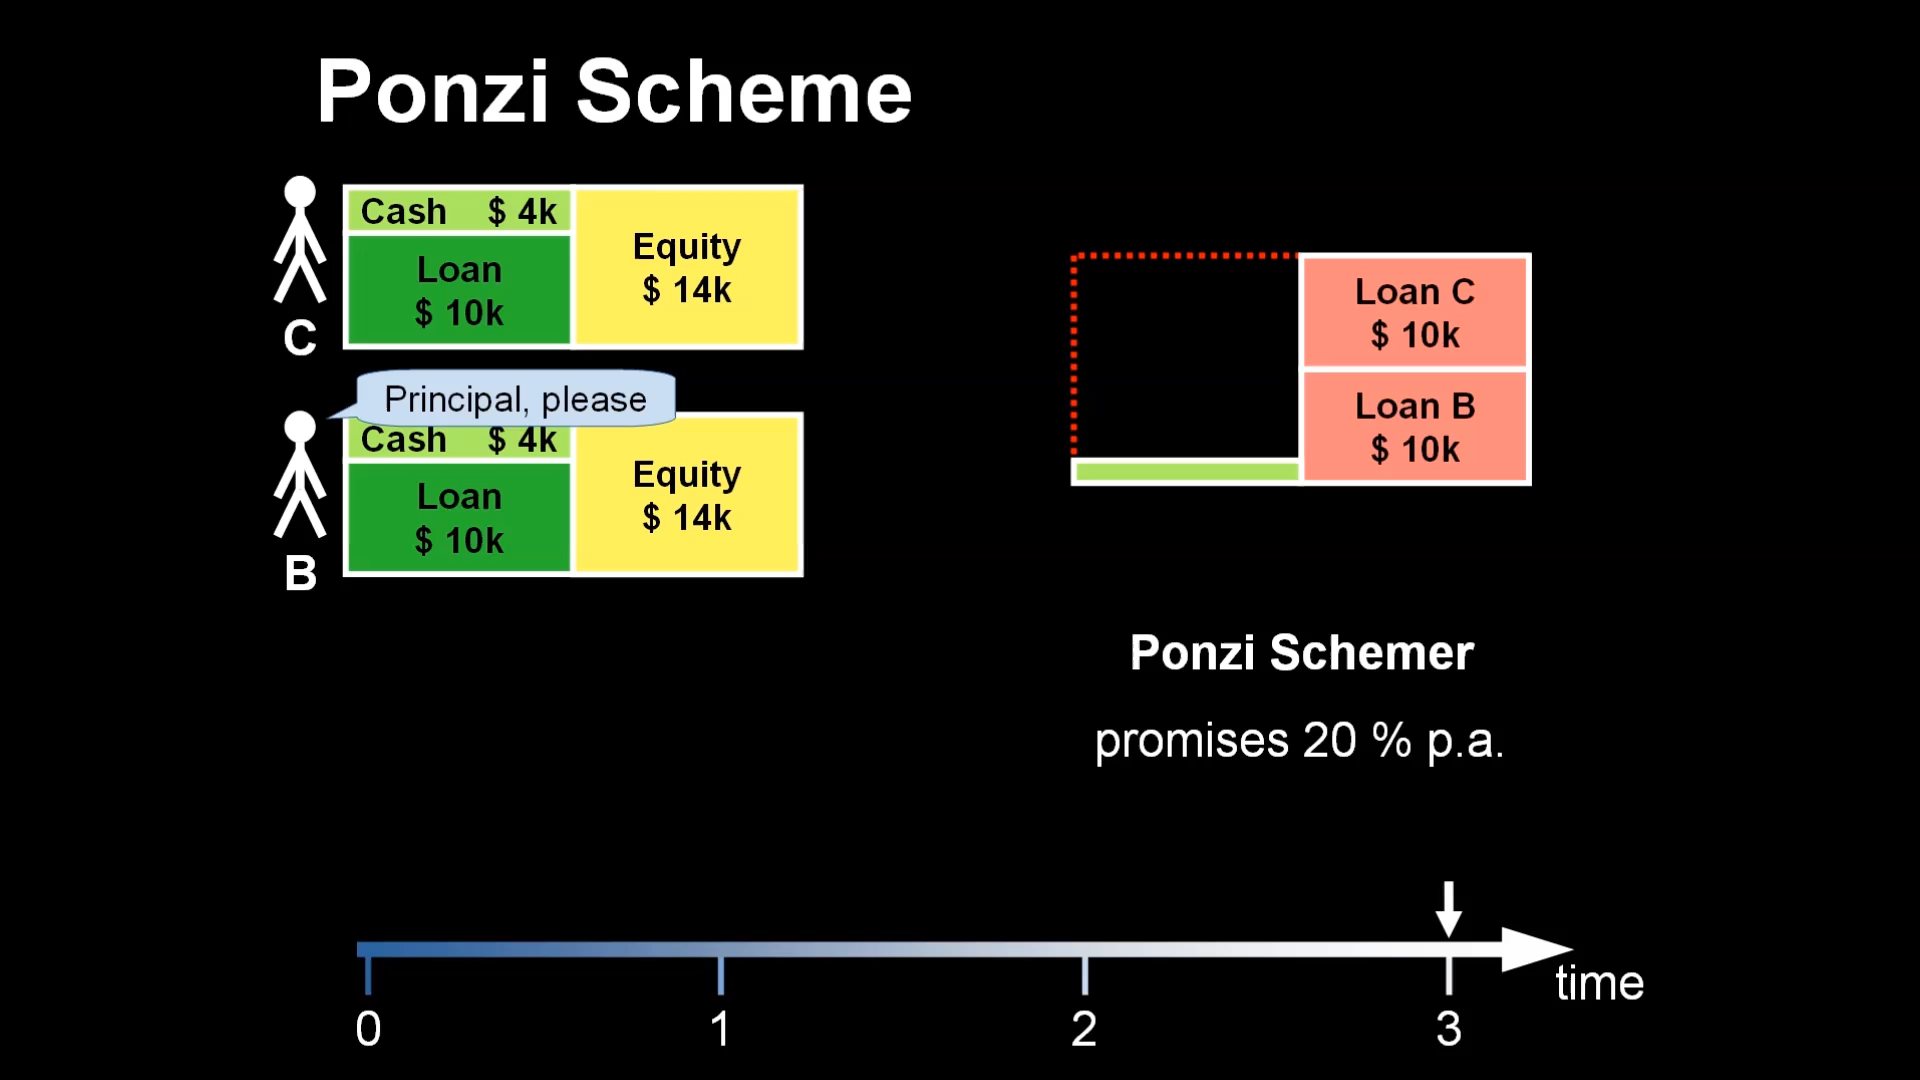 Ponzi Scheme
Cash $ 4k
Loan
$ 10k
Equity
$ 14k
C
Principal, please
Cash $ 4k
Loan
$ 10k
Equity
$ 14k
B
Loan C
$ 10k
Loan B
$ 10k
Ponzi Schemer
promises 20 % p.a.
time
0 1 2 3